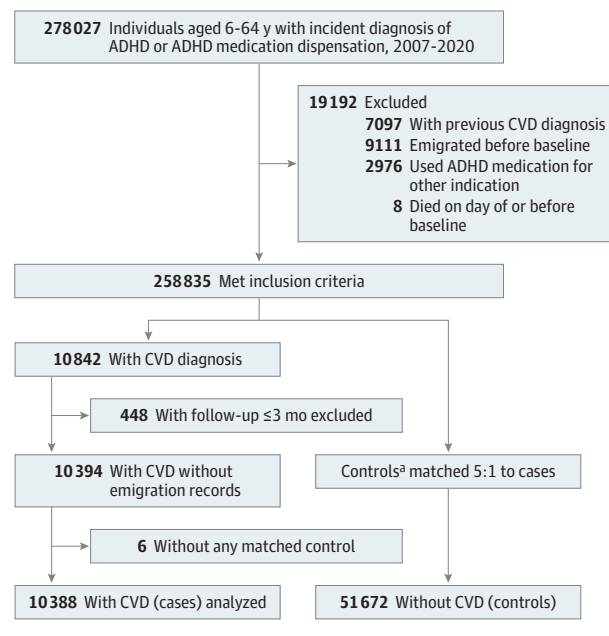 278027 Individuals aged 6-64 y with incident diagnosis of
ADHD or ADHD medication dispensation, 2007-2020
19192 Excluded
7097 With previous CVD diagnosis
9111 Emigrated before baseline
2976 Used ADHD medication for
other indication
8 Died on day of or before
baseline
258835 Met inclusion criteria
10842 With CVD diagnosis
448 With follow-up ≤3 mo excluded
10394 With CVD without
emigration records
Controlsᵃ matched 5:1 to cases
6 Without any matched control
10388 With CVD (cases) analyzed
51672 Without CVD (controls)